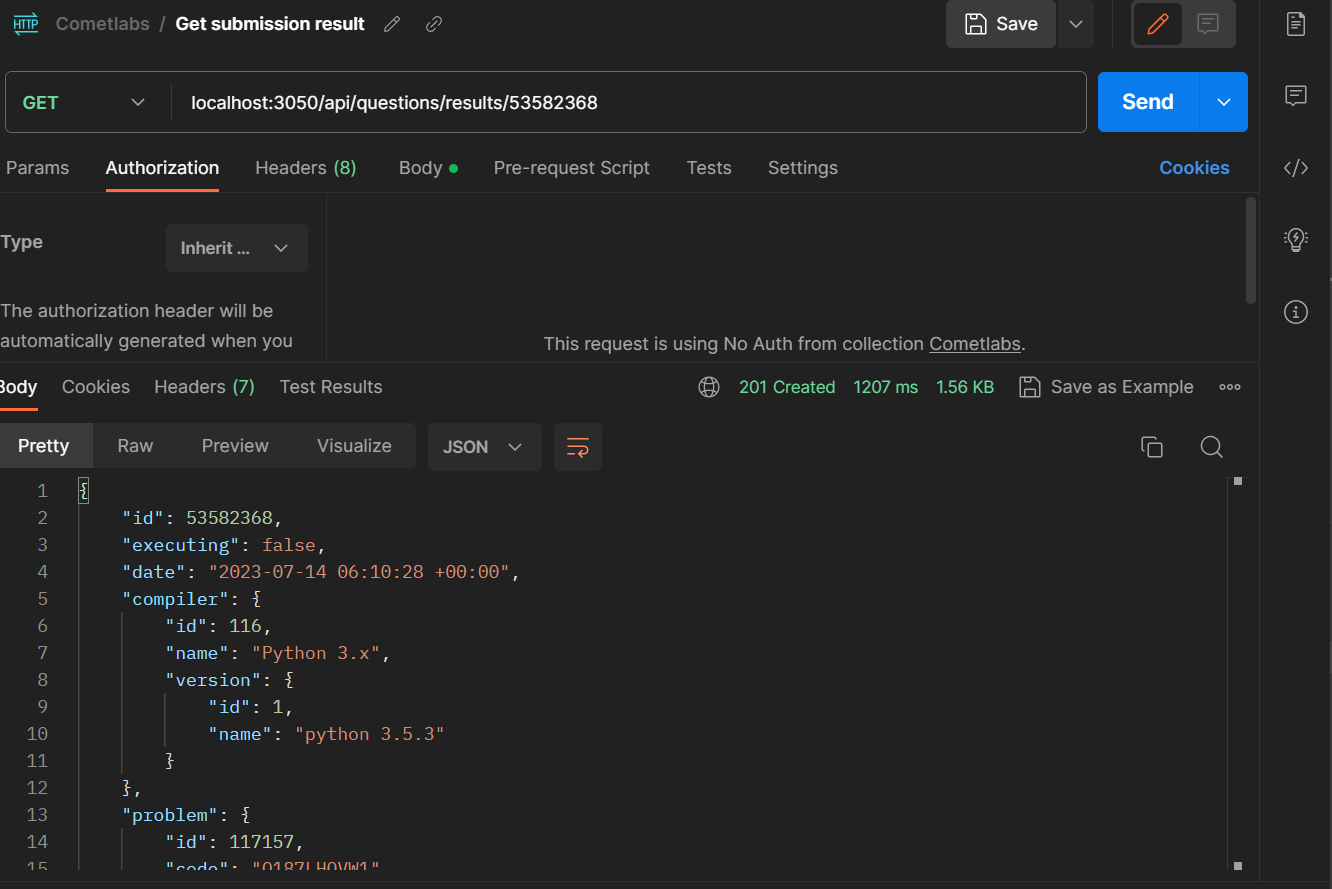 HTTP Cometlabs / Get submission result Save
GET localhost:3050/api/questions/results/53582368 Send
Params Authorization Headers (8) Body Pre-request Script Tests Settings Cookies
Type Inherit ...
The authorization header will be
automatically generated when you
This request is using No Auth from collection Cometlabs.
Body Cookies Headers (7) Test Results 201 Created 1207 ms 1.56 KB Save as Example
Pretty Raw Preview Visualize JSON
1 {
2 "id": 53582368,
3 "executing": false,
4 "date": "2023-07-14 06:10:28 +00:00",
5 "compiler": {
6 "id": 116,
7 "name": "Python 3.x",
8 "version": {
9 "id": 1,
10 "name": "python 3.5.3"
11 }
12 },
13 "problem": {
14 "id": 117157,
15 "code":